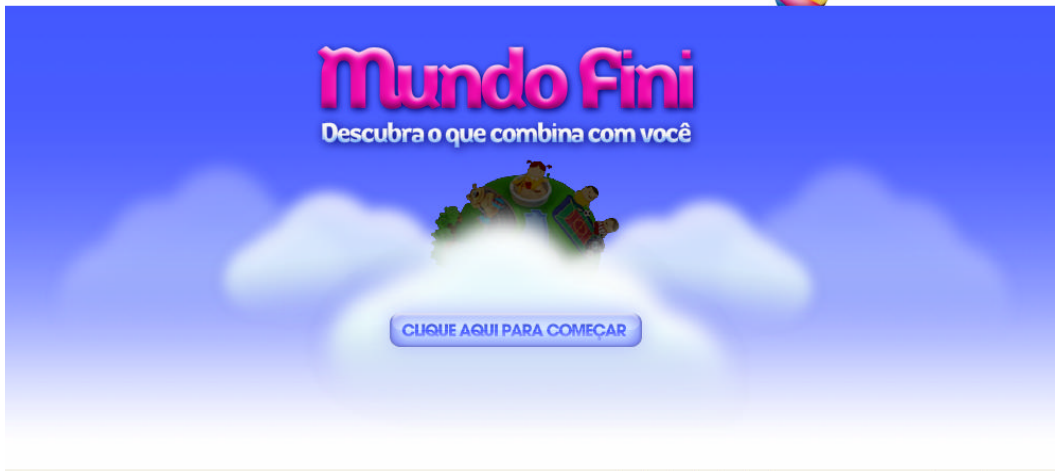 Mundo Fini
Descubra o que combina com você
CLIQUE AQUI PARA COMEÇAR